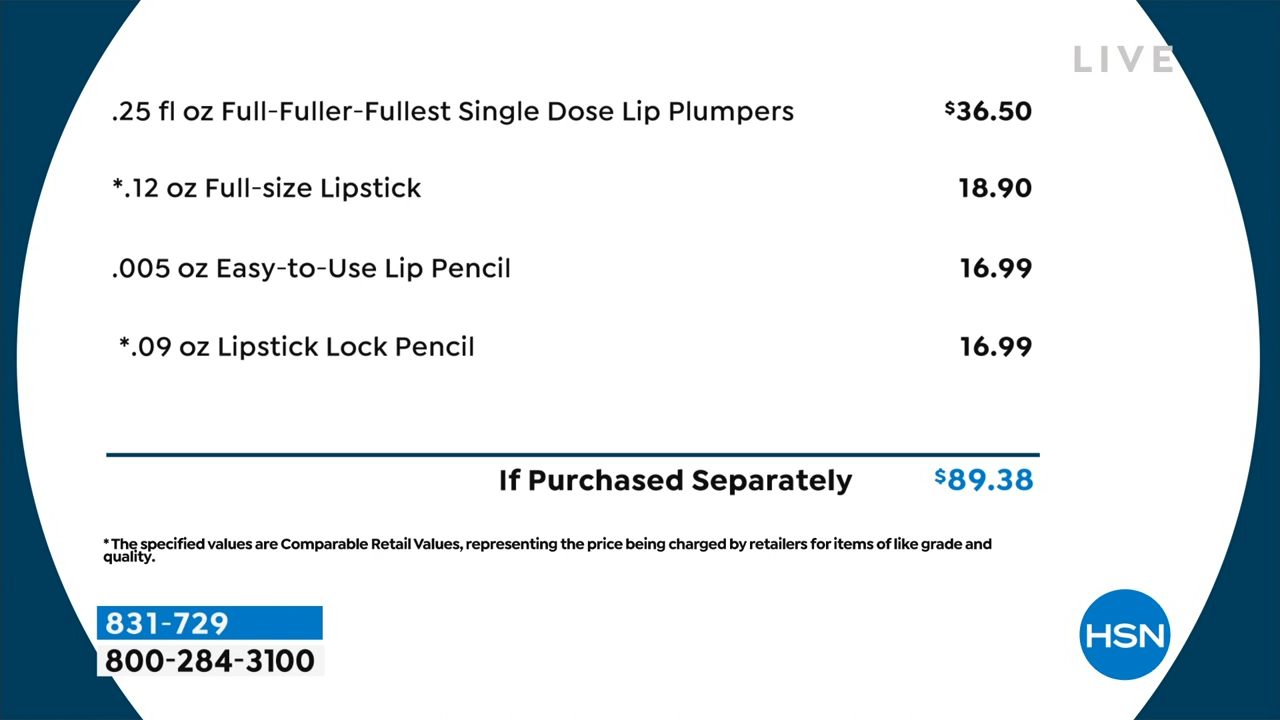 LIVE
.25 fl oz Full-Fuller-Fullest Single Dose Lip Plumpers $36.50
*.12 oz Full-size Lipstick 18.90
.005 oz Easy-to-Use Lip Pencil 16.99
*.09 oz Lipstick Lock Pencil 16.99
If Purchased Separately $89.38
*The specified values are Comparable Retail Values, representing the price being charged by retailers for items of like grade and
quality.
831-729
800-284-3100
HSN